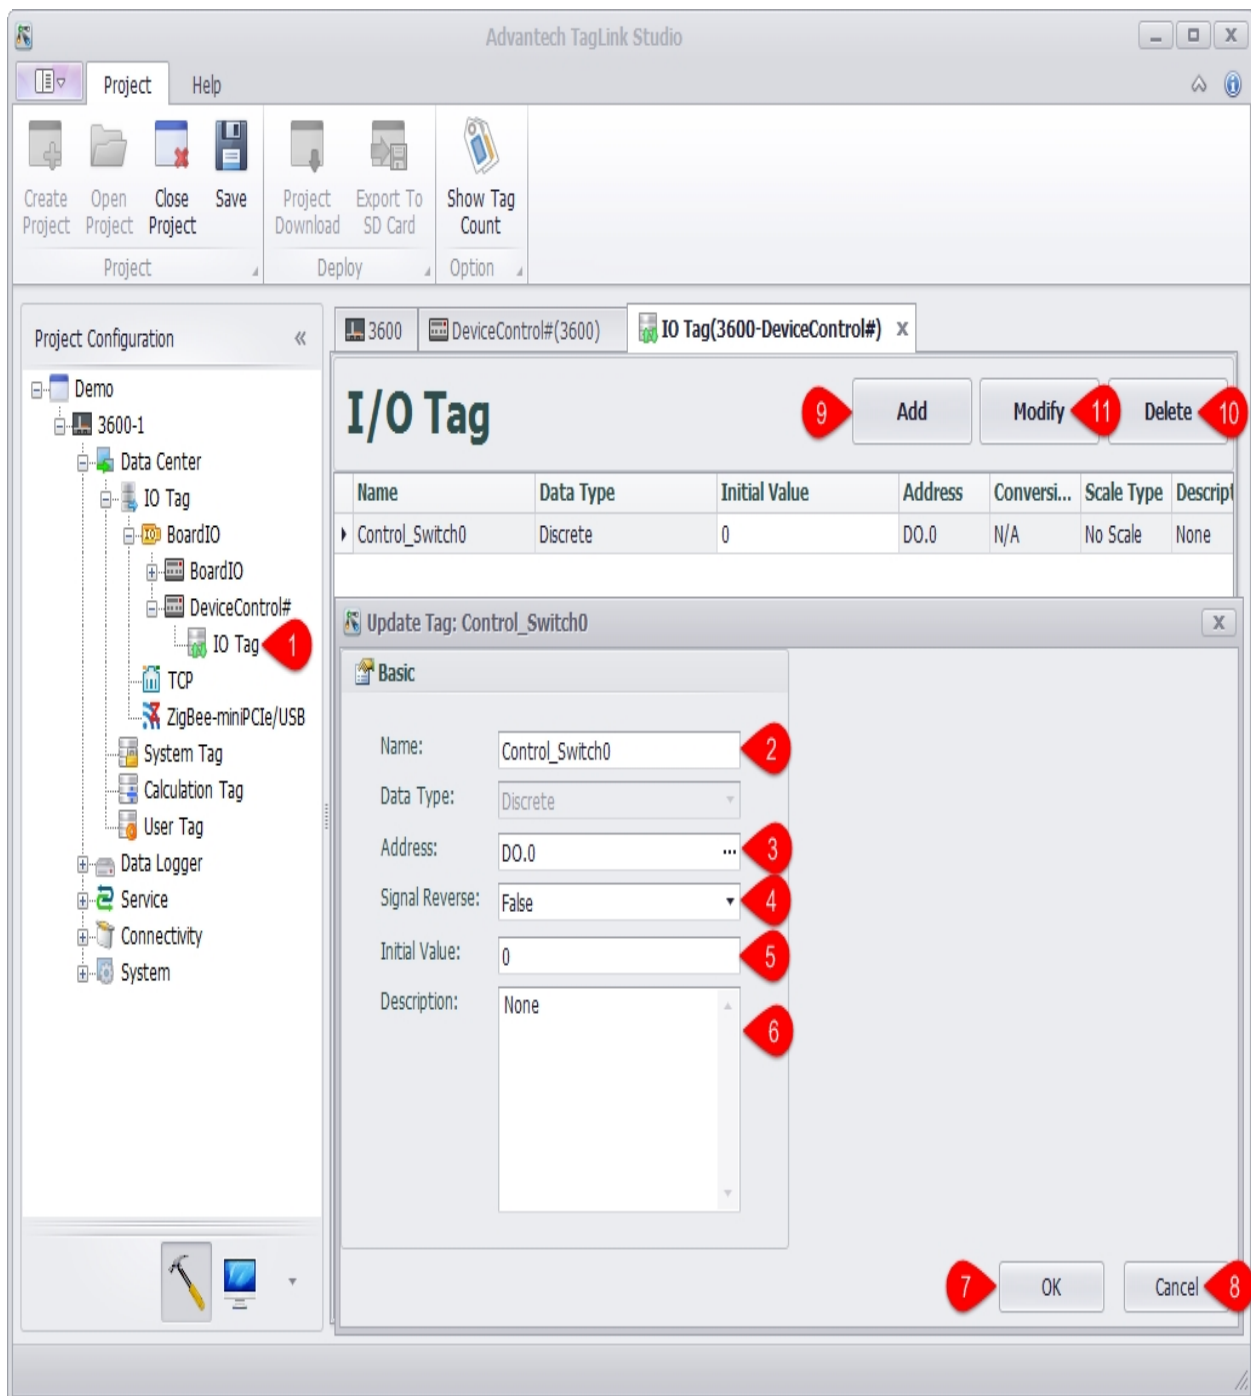 Advantech TagLink Studio
Project Help
Create Project
Open Project
Close Project
Save
Project Download
Export To SD Card
Show Tag Count
Project
Deploy
Option
Project Configuration
3600
DeviceControl#(3600)
IO Tag(3600-DeviceControl#) x
Demo
3600-1
Data Center
IO Tag
BoardIO
BoardIO
DeviceControl#
IO Tag 1
TCP
ZigBee-miniPCIe/USB
System Tag
Calculation Tag
User Tag
Data Logger
Service
Connectivity
System
I/O Tag
9 Add Modify 11 Delete 10
Name Data Type Initial Value Address Conversi... Scale Type Descript
Control_Switch0 Discrete 0 DO.0 N/A No Scale None
Update Tag: Control_Switch0 X
Basic
Name: Control_Switch0 2
Data Type: Discrete
Address: DO.0 ... 3
Signal Reverse: False 4
Initial Value: 0 5
Description: None 6
7 OK Cancel 8